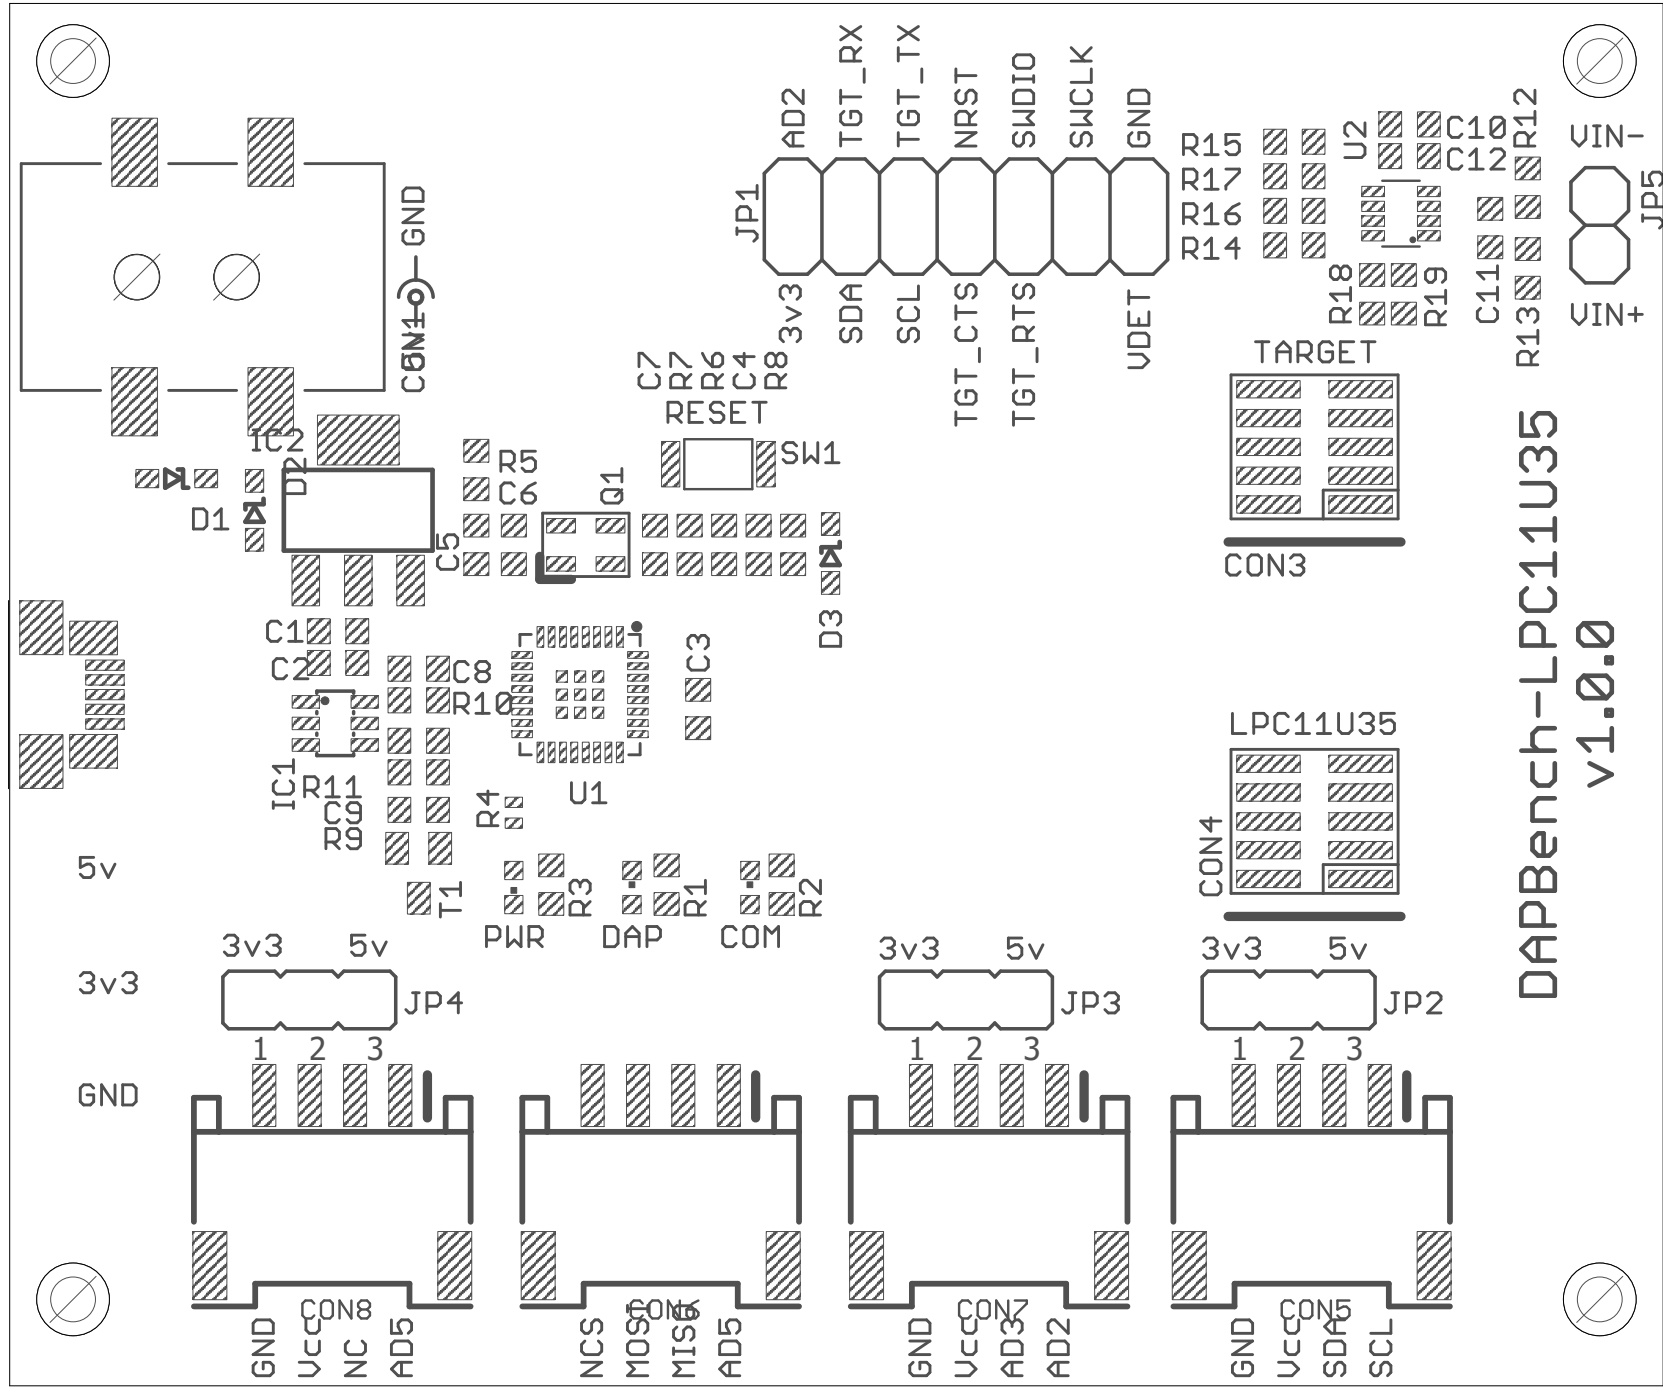 AD2
TGT_RX
TGT_TX
NRST
SWDIO
SWCLK
GND
JP1
3v3
SDA
SCL
TGT_CTS
TGT_RTS
VDET
R15
R17
R16
R14
U2
C10
C12
R12
VIN-
JP5
VIN+
R18
R19
C11
R13
GND
5V
CON1
C7
R7
R6
C4
R8
RESET
SW1
TARGET
CON3
IC2
D2
D1
R5
C6
Q1
C5
D3
C1
C2
C8
R10
C3
IC1
R11
C9
R9
U1
R4
LPC11U35
CON4
DAPBench-LPC11U35
v1.0.0
5v
3v3
GND
T1
R3
R1
R2
PWR
DAP
COM
3v3 5v
JP4
1 2 3
3v3 5v
JP3
1 2 3
3v3 5v
JP2
1 2 3
CON8
GND
Vcc
NC
AD5
CON6
NCS
MOSI
MISO
AD5
CON7
GND
Vcc
AD3
AD2
CON5
GND
Vcc
SDA
SCL